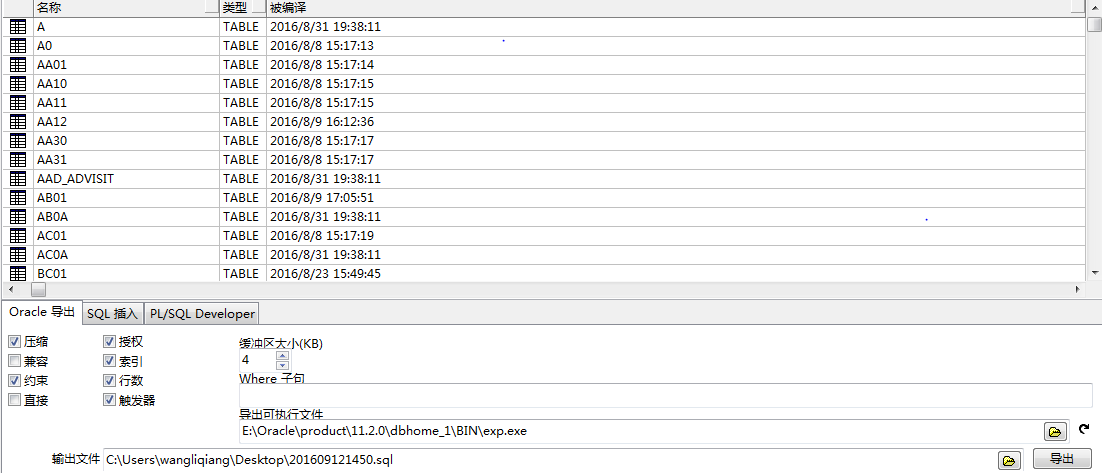 名称 类型 被编译
A TABLE 2016/8/31 19:38:11
A0 TABLE 2016/8/8 15:17:13
AA01 TABLE 2016/8/8 15:17:14
AA10 TABLE 2016/8/8 15:17:15
AA11 TABLE 2016/8/8 15:17:15
AA12 TABLE 2016/8/9 16:12:36
AA30 TABLE 2016/8/8 15:17:17
AA31 TABLE 2016/8/8 15:17:17
AAD_ADVISIT TABLE 2016/8/31 19:38:11
AB01 TABLE 2016/8/9 17:05:51
AB0A TABLE 2016/8/31 19:38:11
AC01 TABLE 2016/8/8 15:17:19
AC0A TABLE 2016/8/31 19:38:11
BC01 TABLE 2016/8/23 15:49:45
Oracle 导出 SQL 插入 PL/SQL Developer
压缩 授权 缓冲区大小(KB)
兼容 索引 4
约束 行数 Where 子句
直接 触发器
导出可执行文件
E:\Oracle\product\11.2.0\dbhome_1\BIN\exp.exe
输出文件 C:\Users\wangliqiang\Desktop\201609121450.sql 导出